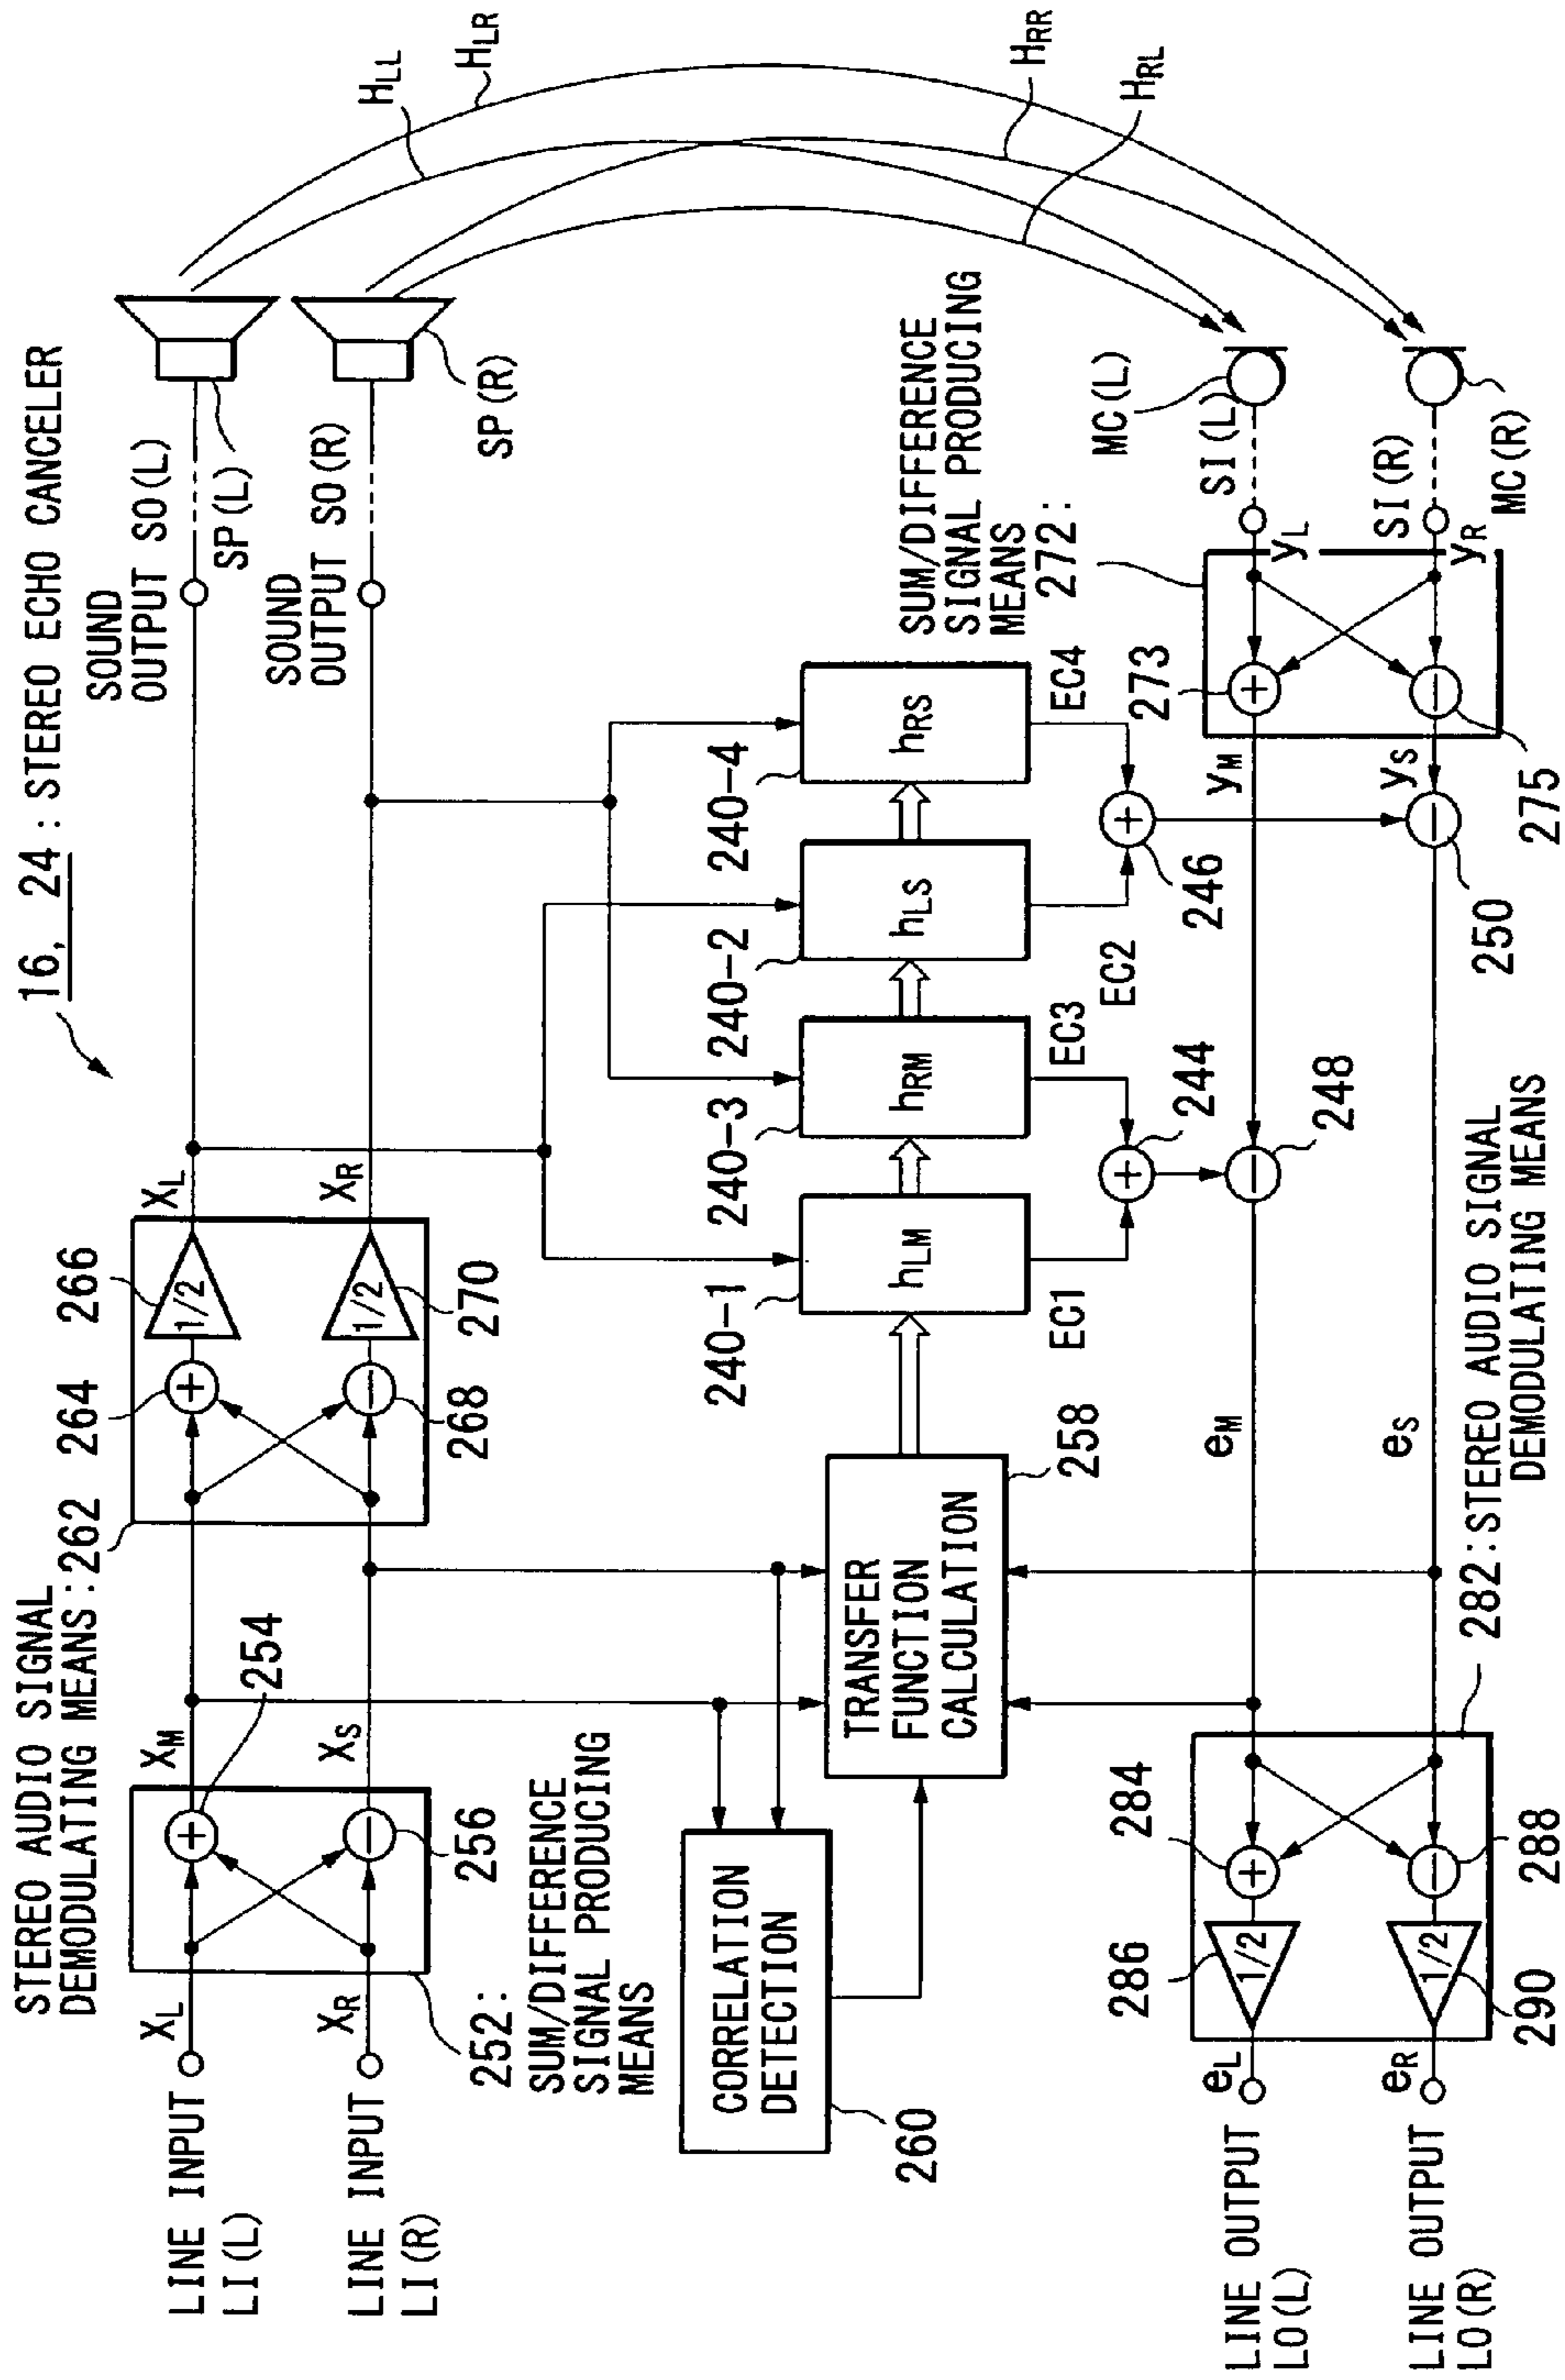 16, 24 : STEREO ECHO CANCELER
STEREO AUDIO SIGNAL
DEMODULATING MEANS:262
264
266
SOUND
OUTPUT SO(L)
SP(L)
HLL
HLR
LINE INPUT
LI(L)
XL
XM
254
1/2
XL
SOUND
OUTPUT SO(R)
SP(R)
LINE INPUT
LI(R)
XR
XS
256
268
1/2
270
XR
HRR
HRL
252:
SUM/DIFFERENCE
SIGNAL PRODUCING
MEANS
CORRELATION
DETECTION
260
TRANSFER
FUNCTION
CALCULATION
258
240-1
hLM
240-3
hRM
240-2
hLS
240-4
hRS
EC1
EC3
EC2
EC4
244
246
SUM/DIFFERENCE
SIGNAL PRODUCING
MEANS
272:
MC(L)
SI(L)
LINE OUTPUT
LO(L)
eL
286
1/2
284
eM
248
yM
273
yL
SI(R)
MC(R)
LINE OUTPUT
LO(R)
eR
290
1/2
288
eS
250
yS
275
yR
282:STEREO AUDIO SIGNAL
DEMODULATING MEANS